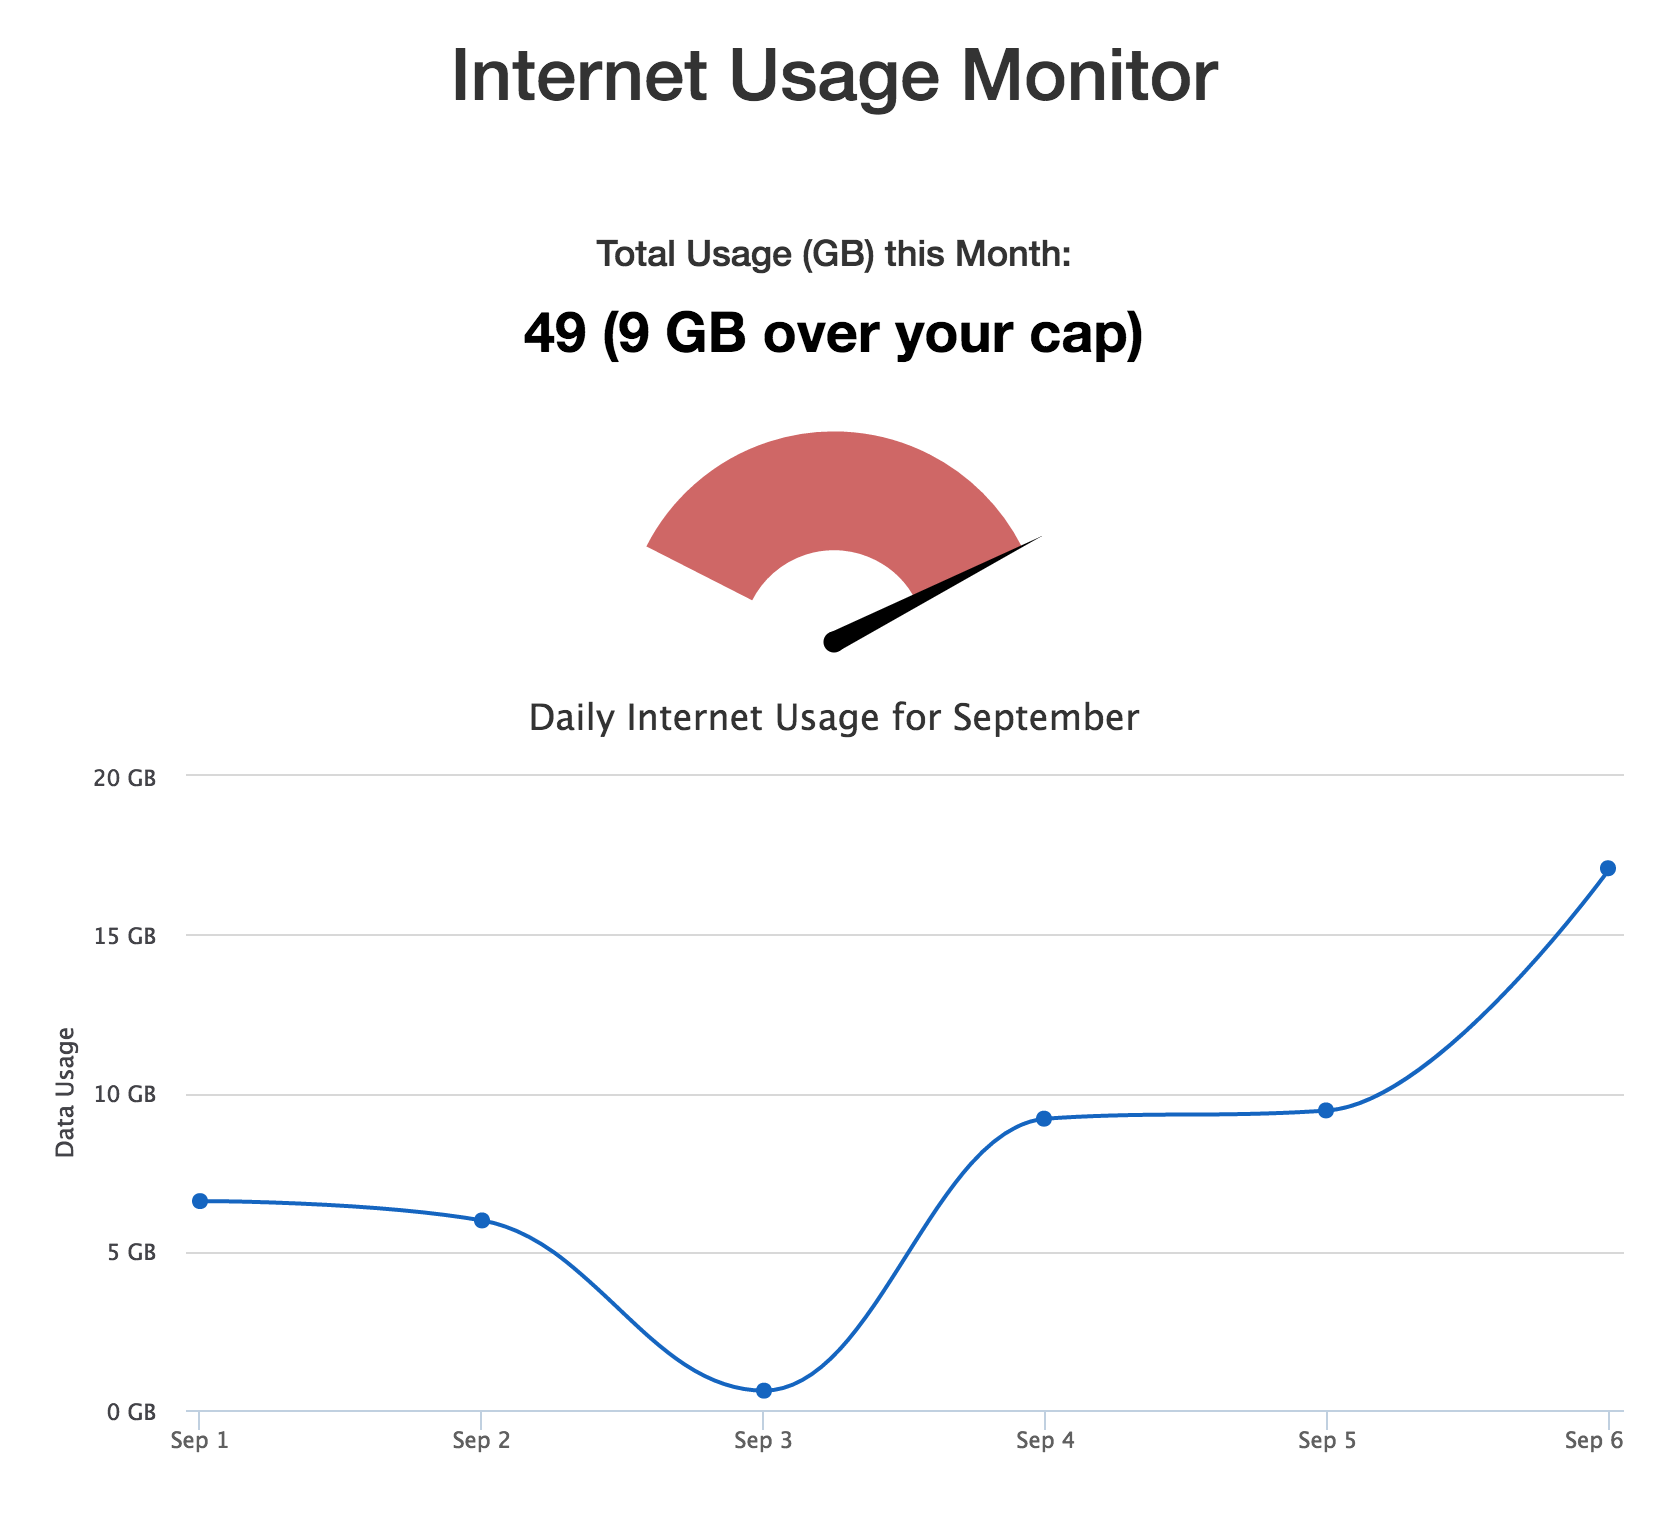 Internet Usage Monitor
Total Usage (GB) this Month:
49 (9 GB over your cap)
Daily Internet Usage for September
20 GB
15 GB
10 GB
5 GB
0 GB
Data Usage
Sep 1
Sep 2
Sep 3
Sep 4
Sep 5
Sep 6